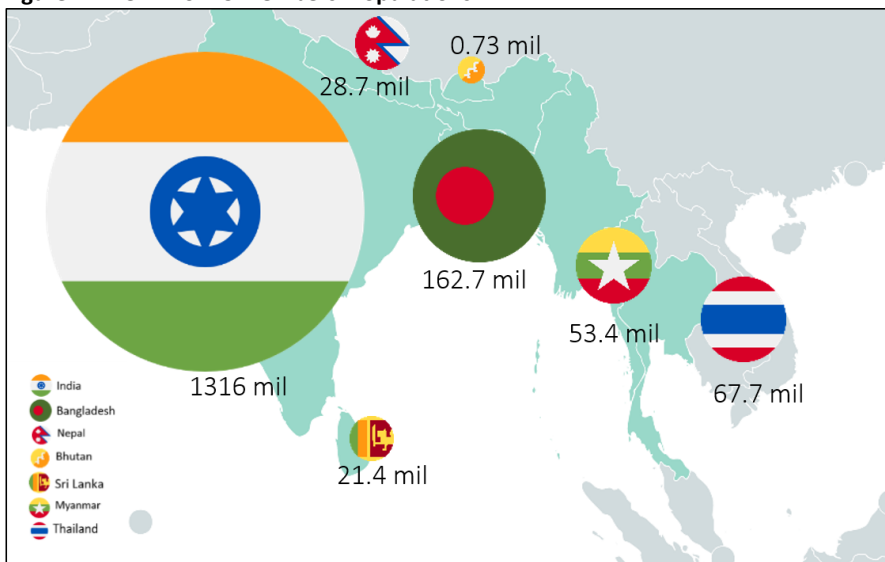 0.73 mil
28.7 mil
162.7 mil
53.4 mil
1316 mil
67.7 mil
21.4 mil
India
Bangladesh
Nepal
Bhutan
Sri Lanka
Myanmar
Thailand